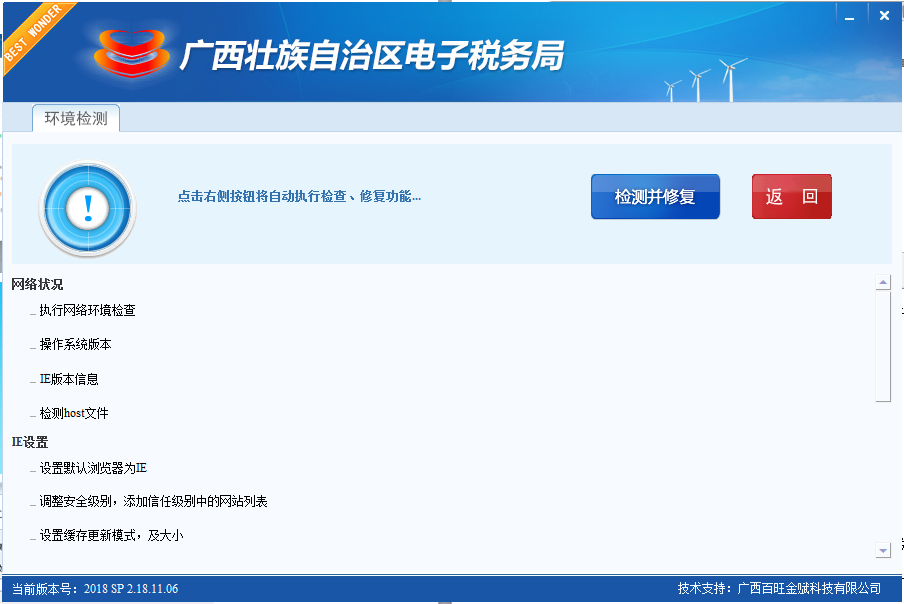 BEST WONDER
广西壮族自治区电子税务局
环境检测
点击右侧按钮将自动执行检查、修复功能...
检测并修复
返 回
网络状况
执行网络环境检查
操作系统版本
IE版本信息
检测host文件
IE设置
设置默认浏览器为IE
调整安全级别，添加信任级别中的网站列表
设置缓存更新模式，及大小
当前版本号：2018 SP 2.18.11.06
技术支持：广西百旺金赋科技有限公司